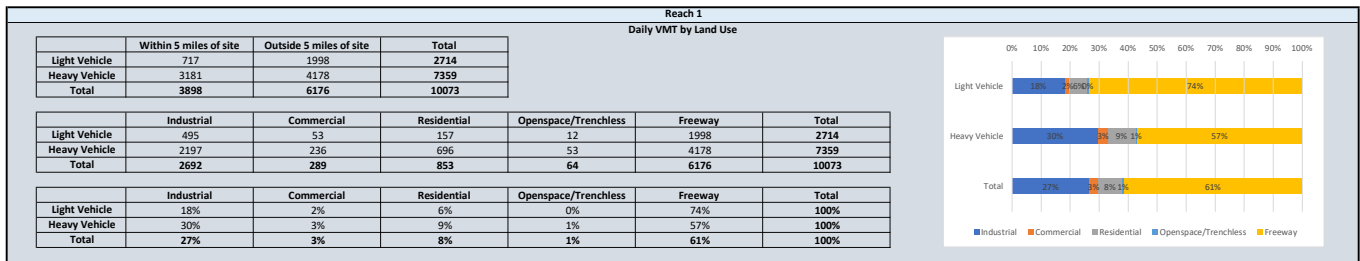 Reach 1
Daily VMT by Land Use
Within 5 miles of site Outside 5 miles of site Total
Light Vehicle 717 1998 2714
Heavy Vehicle 3181 4178 7359
Total 3898 6176 10073
Industrial Commercial Residential Openspace/Trenchless Freeway Total
Light Vehicle 495 53 157 12 1998 2714
Heavy Vehicle 2197 236 696 53 4178 7359
Total 2692 289 853 64 6176 10073
Industrial Commercial Residential Openspace/Trenchless Freeway Total
Light Vehicle 18% 2% 6% 0% 74% 100%
Heavy Vehicle 30% 3% 9% 1% 57% 100%
Total 27% 3% 8% 1% 61% 100%
0% 10% 20% 30% 40% 50% 60% 70% 80% 90% 100%
Light Vehicle 18% 2% 6% 0% 74%
Heavy Vehicle 30% 3% 9% 1% 57%
Total 27% 3% 8% 1% 61%
Industrial Commercial Residential Openspace/Trenchless Freeway